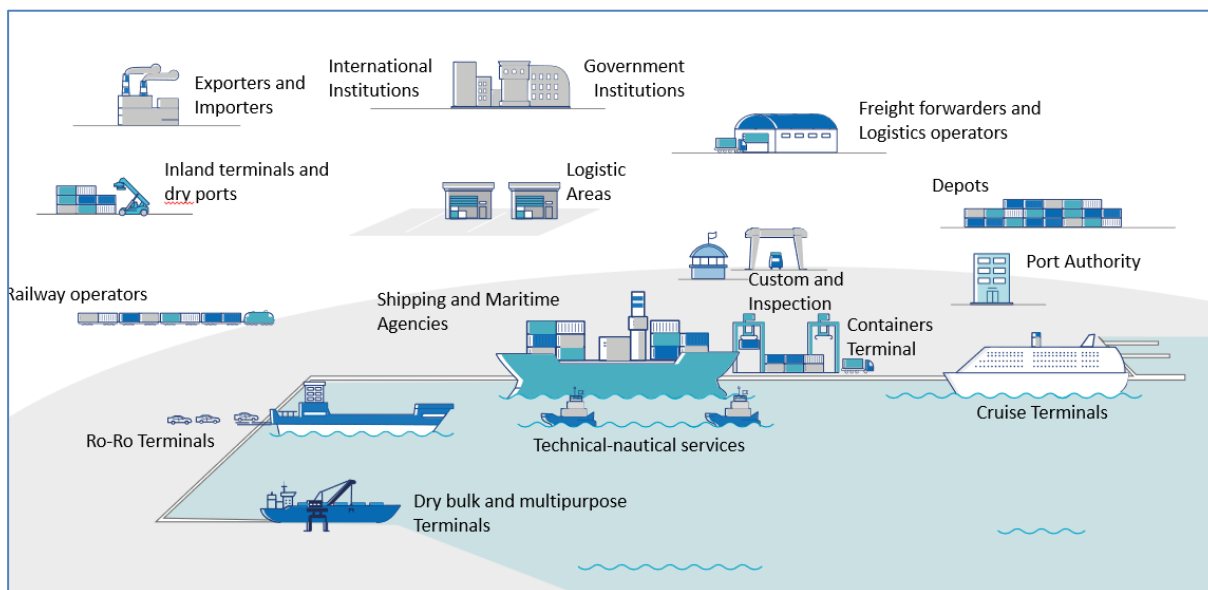 International
Institutions
Government
Institutions
Exporters and
Importers
Freight forwarders and
Logistics operators
Inland terminals and
dry ports
Logistic
Areas
Depots
Port Authority
Custom and
Inspection
Railway operators
Shipping and Maritime
Agencies
Containers
Terminal
Cruise Terminals
Ro-Ro Terminals
Technical-nautical services
Dry bulk and multipurpose
Terminals